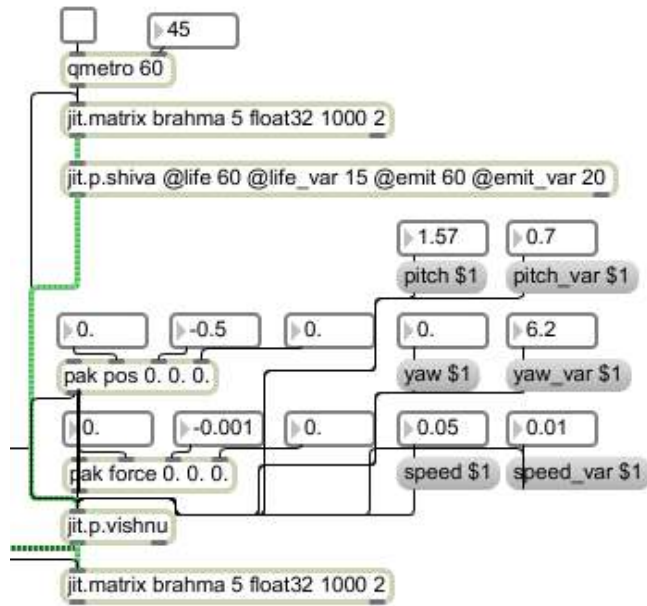 45
qmetro 60
jit.matrix brahma 5 float32 1000 2
jit.p.shiva @life 60 @life_var 15 @emit 60 @emit_var 20
1.57 0.7
pitch $1 pitch_var $1
0. -0.5 0. 0. 6.2
pak pos 0. 0. 0. yaw $1 yaw_var $1
0. -0.001 0. 0.05 0.01
pak force 0. 0. 0. speed $1 speed_var $1
jit.p.vishnu
jit.matrix brahma 5 float32 1000 2